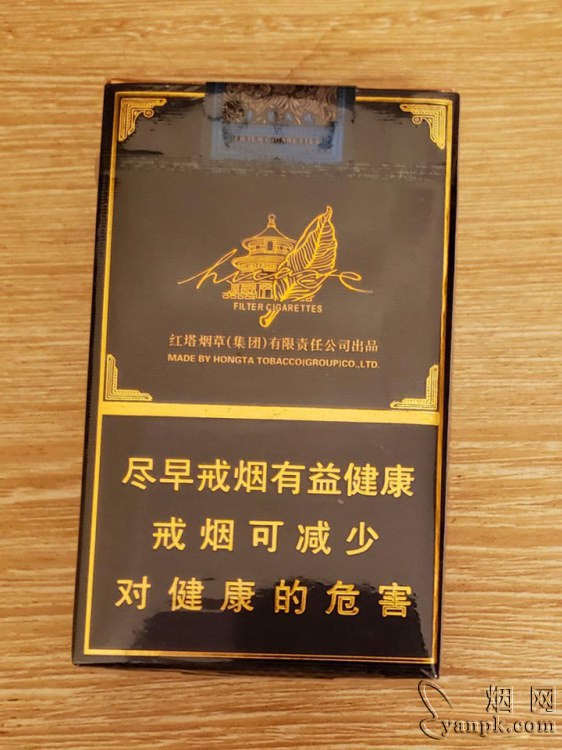 FILTER CIGARETTES
红塔烟草(集团)有限责任公司出品
MADE BY HONGTA TOBACCO(GROUP)CO.,LTD.
尽早戒烟有益健康
戒烟可减少
对健康的危害
烟网
yanpk.com